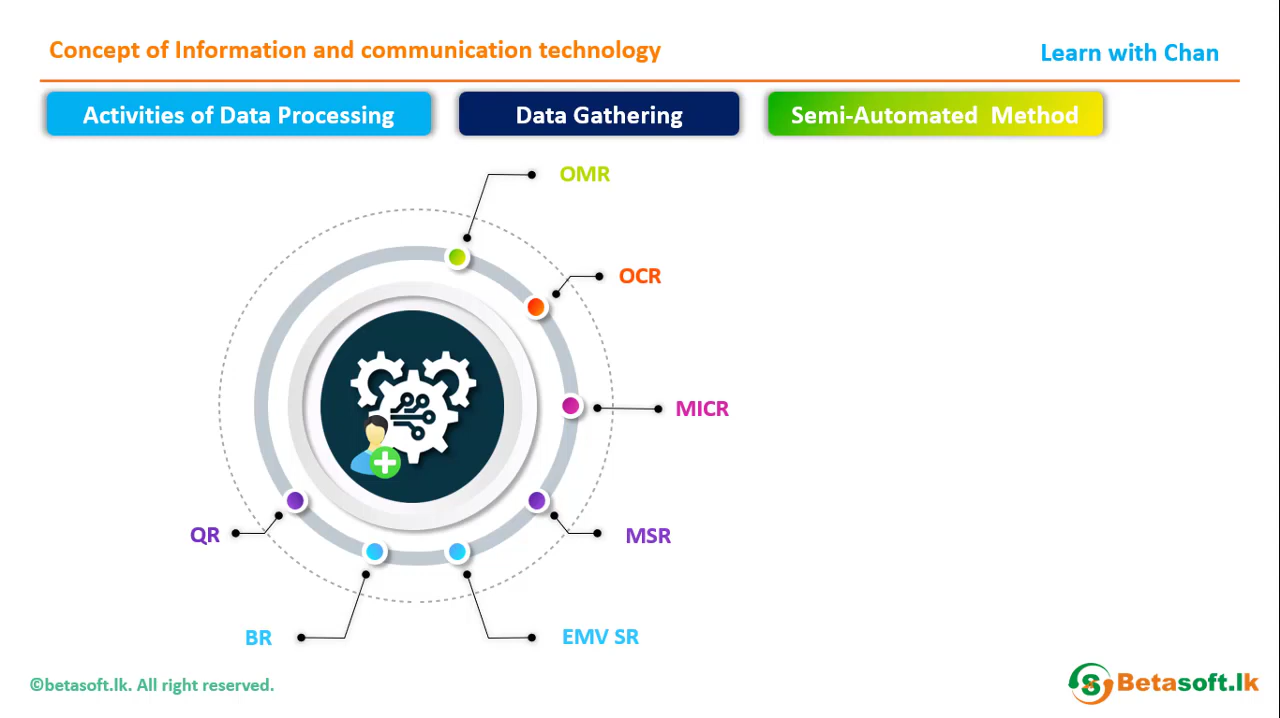 Concept of Information and communication technology
Learn with Chan
Activities of Data Processing
Data Gathering
Semi-Automated Method
OMR
OCR
MICR
MSR
EMV SR
BR
QR
©betasoft.lk. All right reserved.
Betasoft.lk